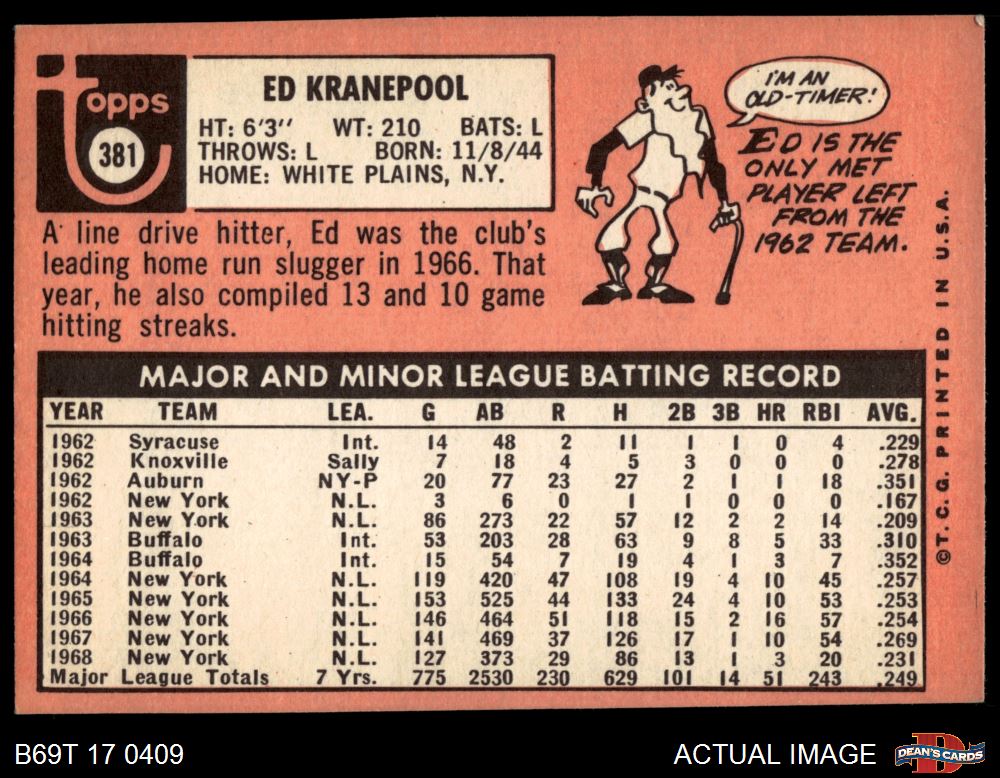 Topps
381
ED KRANEPOOL
HT: 6'3'' WT: 210 BATS: L
THROWS: L BORN: 11/8/44
HOME: WHITE PLAINS, N.Y.
A line drive hitter, Ed was the club's
leading home run slugger in 1966. That
year, he also compiled 13 and 10 game
hitting streaks.
I'M AN
OLD-TIMER!
ED IS THE
ONLY MET
PLAYER LEFT
FROM THE
1962 TEAM.
MAJOR AND MINOR LEAGUE BATTING RECORD
YEAR TEAM LEA. G AB R H 2B 3B HR RBI AVG.
1962 Syracuse Int. 14 48 2 11 1 1 0 4 .229
1962 Knoxville Sally 7 18 4 5 3 0 0 0 .278
1962 Auburn NY-P 20 77 23 27 2 1 1 18 .351
1962 New York N.L. 3 6 0 1 1 0 0 0 .167
1963 New York N.L. 86 273 22 57 12 2 2 14 .209
1963 Buffalo Int. 53 203 28 63 9 8 5 33 .310
1964 Buffalo Int. 15 54 7 19 4 1 3 7 .352
1964 New York N.L. 119 420 47 108 19 4 10 45 .257
1965 New York N.L. 153 525 44 133 24 4 10 53 .253
1966 New York N.L. 146 464 51 118 15 2 16 57 .254
1967 New York N.L. 141 469 37 126 17 1 10 54 .269
1968 New York N.L. 127 373 29 86 13 1 3 20 .231
Major League Totals 7 Yrs. 775 2530 230 629 101 14 51 243 .249
©T. C. G. PRINTED IN U.S.A.
B69T 17 0409
ACTUAL IMAGE
DEAN'S CARDS